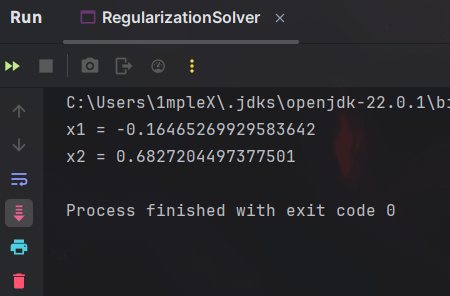 Run RegularizationSolver ×
C:\Users\1mpleX\.jdks\openjdk-22.0.1\bi
x1 = -0.16465269929583642
x2 = 0.6827204497377501
Process finished with exit code 0